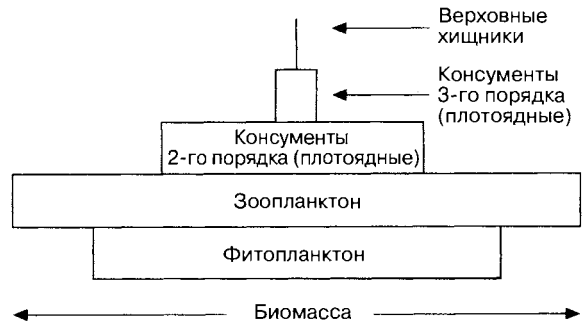 Верховные
хищники
Консументы
3-го порядка
(плотоядные)
Консументы
2-го порядка (плотоядные)
Зоопланктон
Фитопланктон
Биомасса